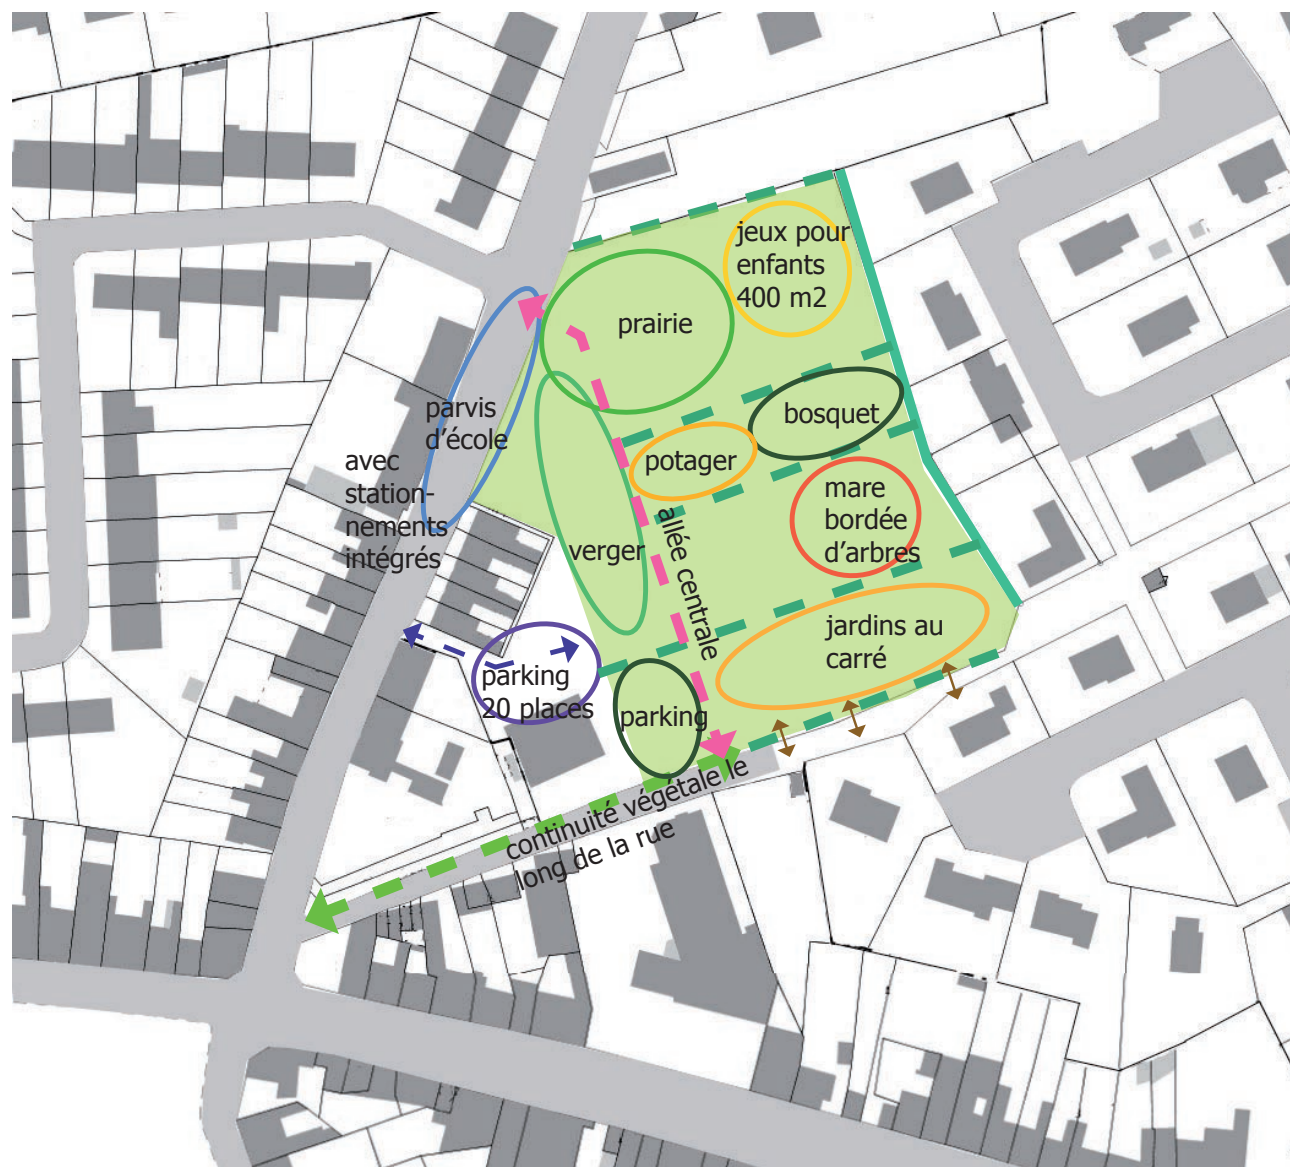 jeux pour
enfants
400 m2
prairie
parvis
d'école
avec
station-
nements
intégrés
bosquet
potager
mare
bordée
d'arbres
verger
allée centrale
jardins au
carré
parking
20 places
parking
continuité végétale le
long de la rue